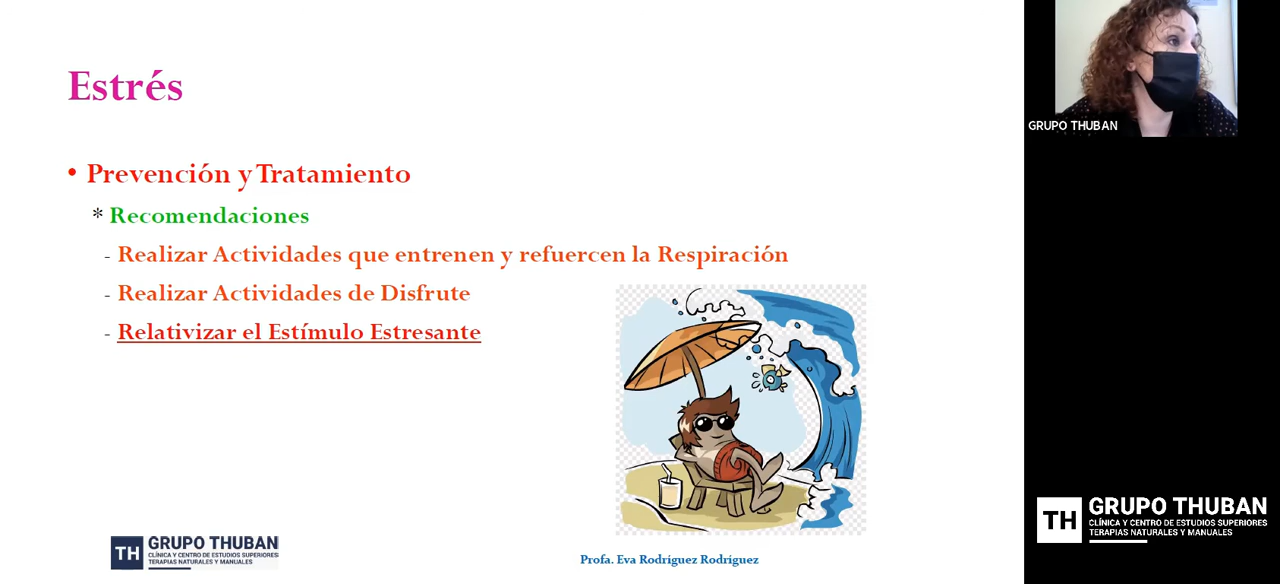 Estrés
• Prevención y Tratamiento
* Recomendaciones
- Realizar Actividades que entrenen y refuercen la Respiración
- Realizar Actividades de Disfrute
- Relativizar el Estímulo Estresante
TH GRUPO THUBAN
CLÍNICA Y CENTRO DE ESTUDIOS SUPERIORES
TERAPIAS NATURALES Y MANUALES
Profa. Eva Rodríguez Rodríguez
GRUPO THUBAN
TH GRUPO THUBAN
CLÍNICA Y CENTRO DE ESTUDIOS SUPERIORES
TERAPIAS NATURALES Y MANUALES